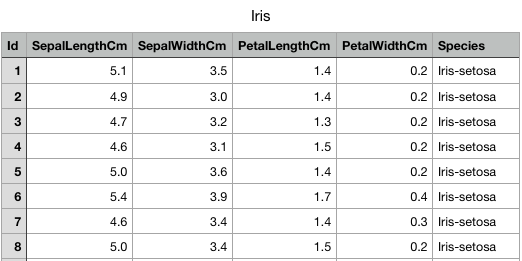 Iris
Id SepalLengthCm SepalWidthCm PetalLengthCm PetalWidthCm Species
1 5.1 3.5 1.4 0.2 Iris-setosa
2 4.9 3.0 1.4 0.2 Iris-setosa
3 4.7 3.2 1.3 0.2 Iris-setosa
4 4.6 3.1 1.5 0.2 Iris-setosa
5 5.0 3.6 1.4 0.2 Iris-setosa
6 5.4 3.9 1.7 0.4 Iris-setosa
7 4.6 3.4 1.4 0.3 Iris-setosa
8 5.0 3.4 1.5 0.2 Iris-setosa